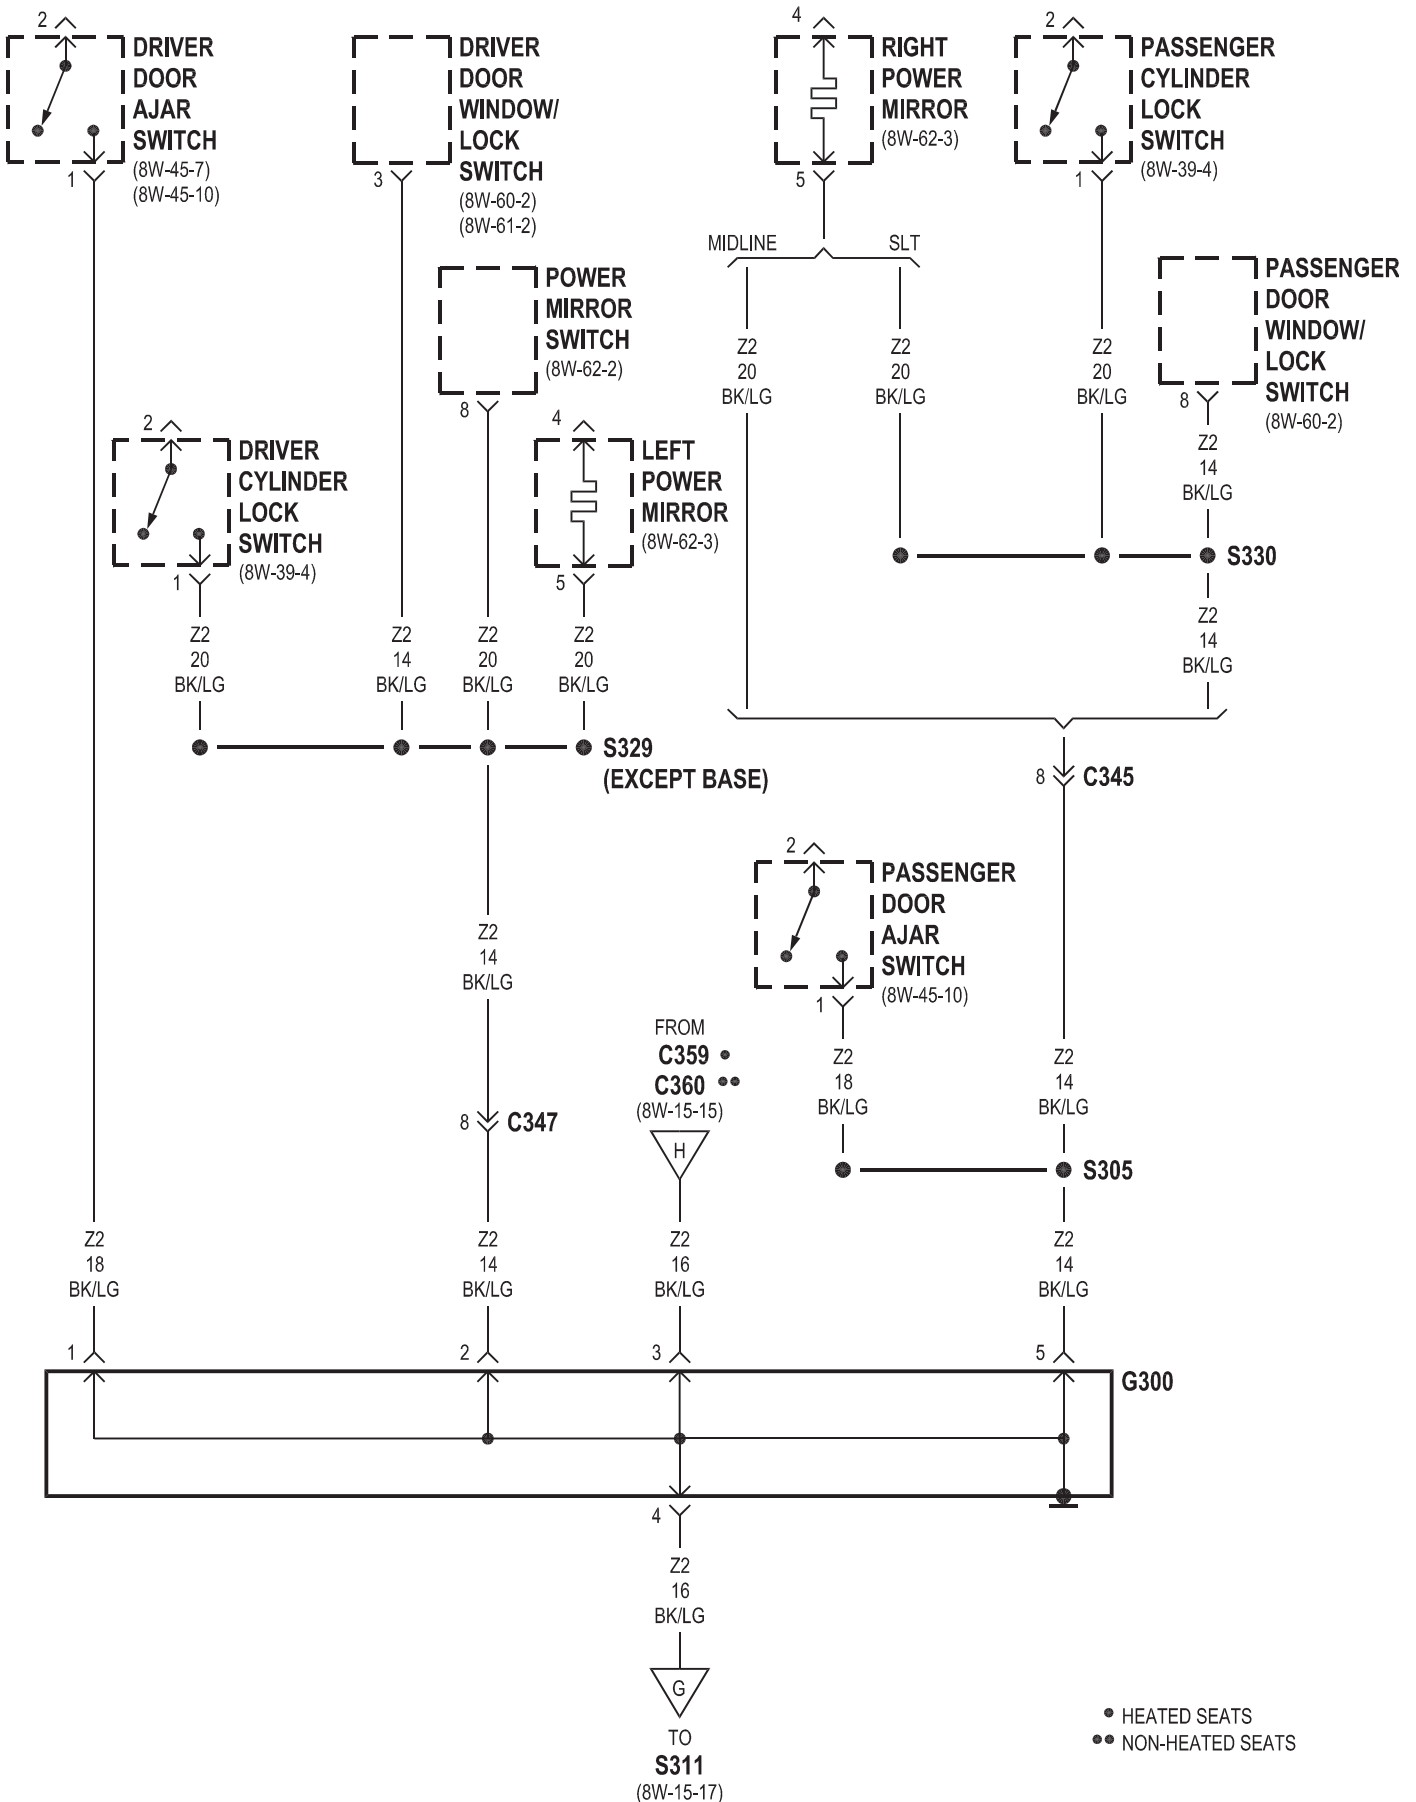 2
DRIVER
DOOR
AJAR
SWITCH
(8W-45-7)
(8W-45-10)
1
DRIVER
DOOR
WINDOW/
LOCK
SWITCH
(8W-60-2)
(8W-61-2)
3
4
RIGHT
POWER
MIRROR
(8W-62-3)
5
2
PASSENGER
CYLINDER
LOCK
SWITCH
(8W-39-4)
1
MIDLINE
SLT
POWER
MIRROR
SWITCH
(8W-62-2)
8
PASSENGER
DOOR
WINDOW/
LOCK
SWITCH
(8W-60-2)
8
Z2
20
BK/LG
Z2
20
BK/LG
Z2
20
BK/LG
Z2
14
BK/LG
2
DRIVER
CYLINDER
LOCK
SWITCH
(8W-39-4)
1
4
LEFT
POWER
MIRROR
(8W-62-3)
5
S330
Z2
20
BK/LG
Z2
14
BK/LG
Z2
20
BK/LG
Z2
20
BK/LG
Z2
14
BK/LG
S329
(EXCEPT BASE)
8
C345
2
PASSENGER
DOOR
AJAR
SWITCH
(8W-45-10)
1
Z2
14
BK/LG
FROM
C359
C360
(8W-15-15)
H
Z2
18
BK/LG
Z2
14
BK/LG
8
C347
S305
Z2
18
BK/LG
Z2
14
BK/LG
Z2
16
BK/LG
Z2
14
BK/LG
1
2
3
5
G300
4
Z2
16
BK/LG
G
TO
S311
(8W-15-17)
HEATED SEATS
NON-HEATED SEATS